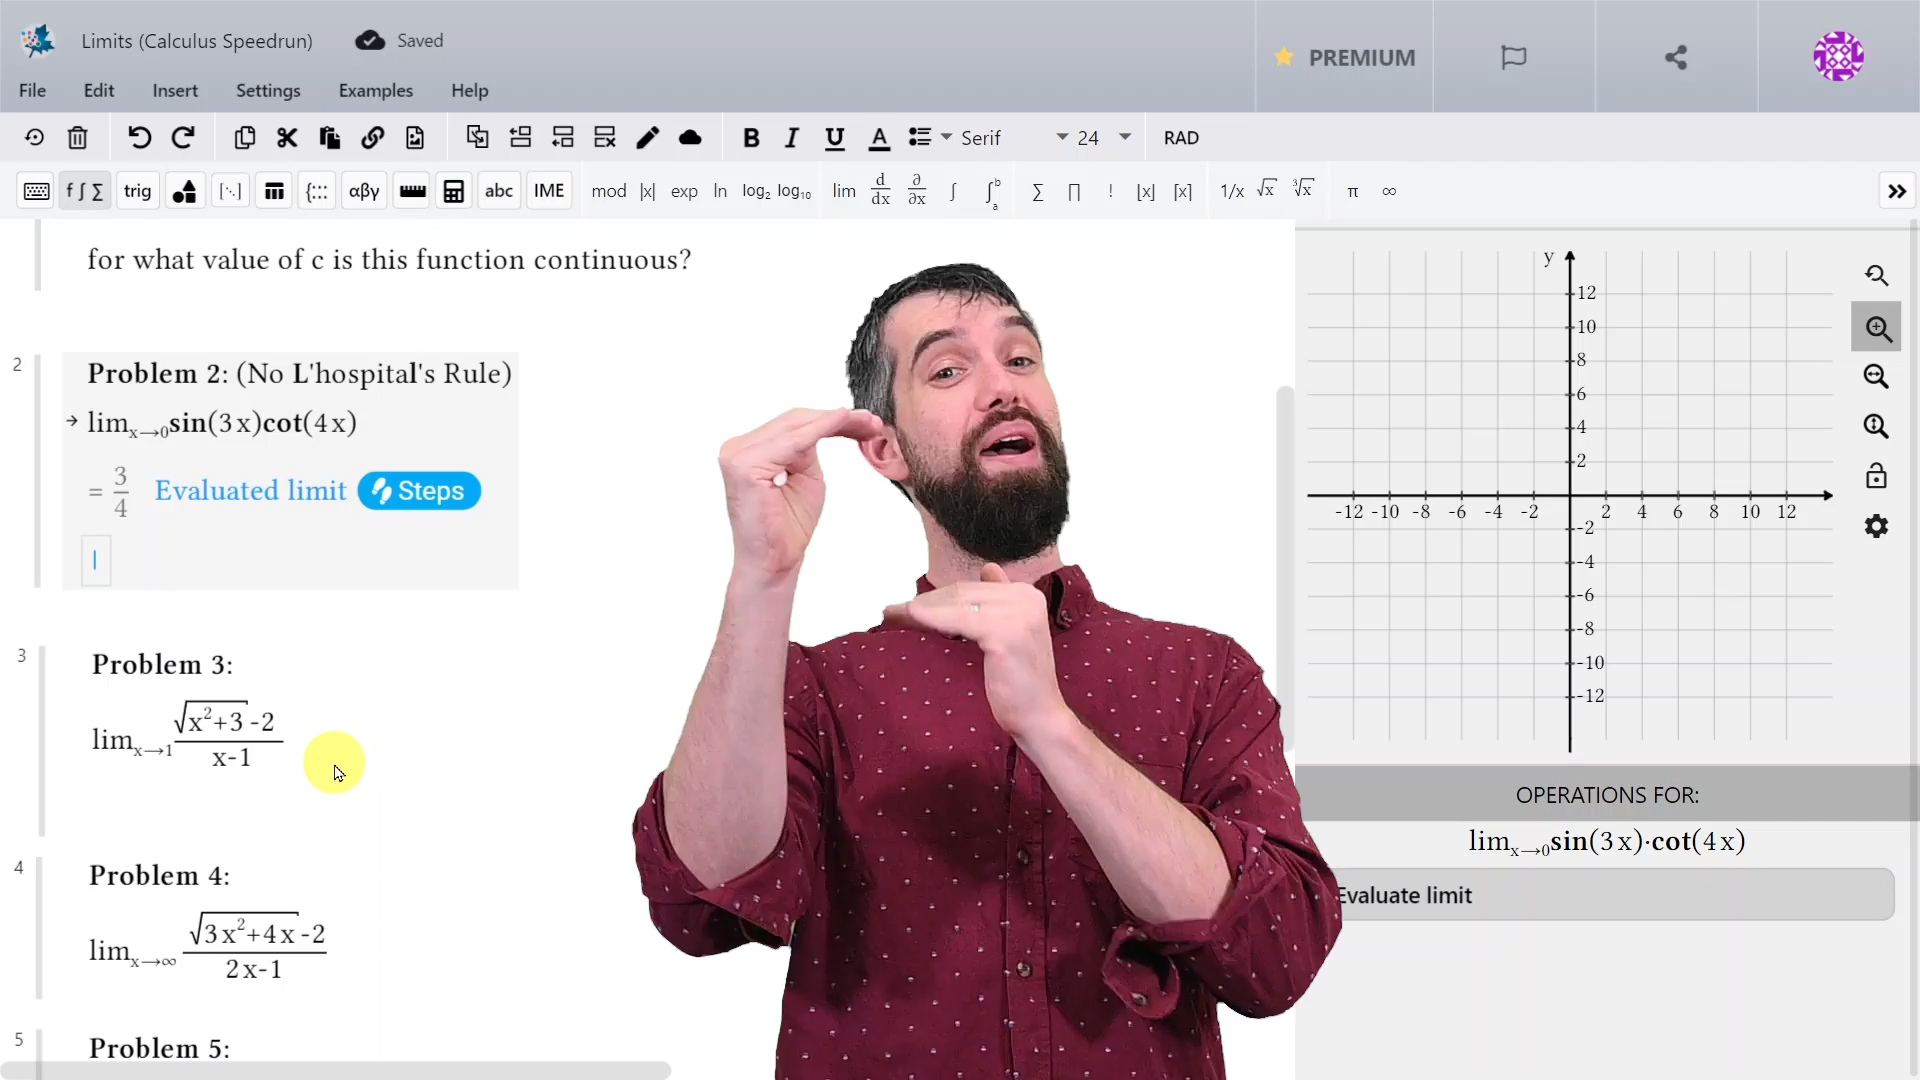 Limits (Calculus Speedrun) Saved
PREMIUM
File Edit Insert Settings Examples Help
B I U A Serif 24 RAD
f∫∑ trig αβγ abc IME mod |x| exp ln log₂ log₁₀ lim d/dx ∂/∂x ∫ ∫ₐᵇ ∑ ∏ ! ⌊x⌋ ⌈x⌉ 1/x √x ∛x π ∞
for what value of c is this function continuous?
2
Problem 2: (No L'hospital's Rule)
→ lim x→0 sin(3x)cot(4x)
= 3/4 Evaluated limit Steps
3
Problem 3:
lim x→1 (√(x²+3)-2)/(x-1)
4
Problem 4:
lim x→∞ (√(3x²+4x)-2)/(2x-1)
5
Problem 5:
y
12
10
8
6
4
2
-12 -10 -8 -6 -4 -2 2 4 6 8 10 12
-2
-4
-6
-8
-10
-12
OPERATIONS FOR:
lim x→0 sin(3x)·cot(4x)
Evaluate limit